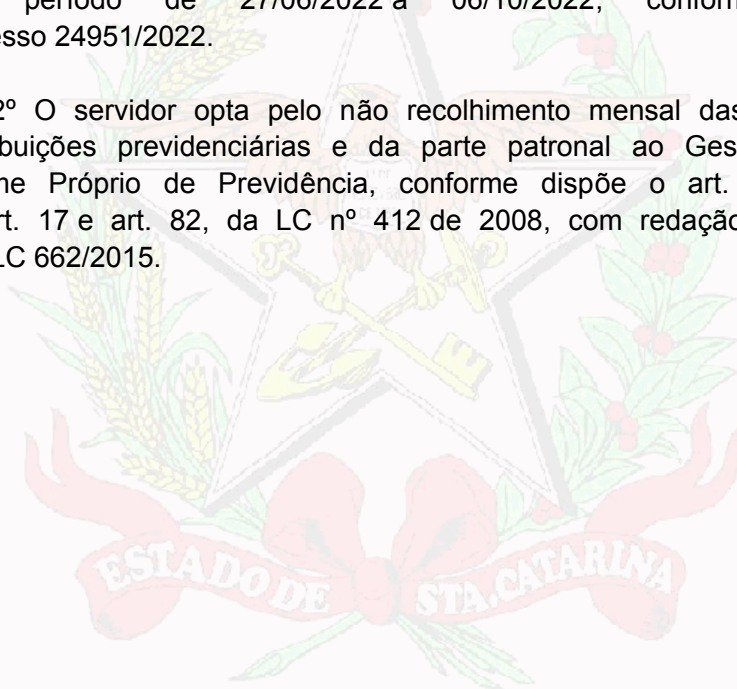 período de 27/06/2022 a 06/10/2022, conform
esso 24951/2022.
2º O servidor opta pelo não recolhimento mensal das
buições previdenciárias e da parte patronal ao Ges
me Próprio de Previdência, conforme dispõe o art.
rt. 17 e art. 82, da LC nº 412 de 2008, com redação
LC 662/2015.
ESTADO DE STA. CATARINA